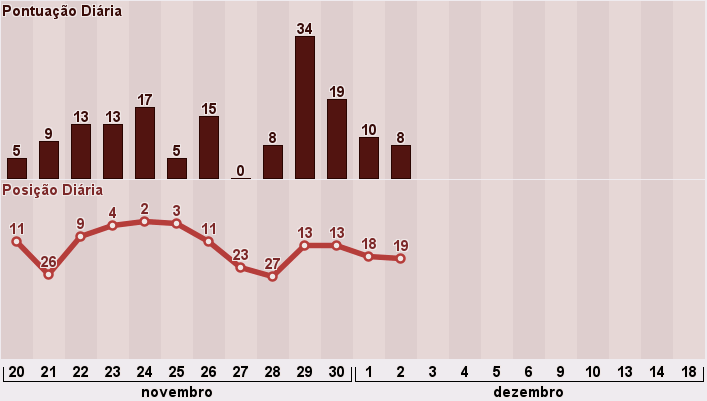 Pontuação Diária
5 9 13 13 17 5 15 0 8 34 19 10 8
Posição Diária
11 26 9 4 2 3 11 23 27 13 13 18 19
20 21 22 23 24 25 26 27 28 29 30 1 2 3 4 5 6 9 10 13 14 18
novembro dezembro